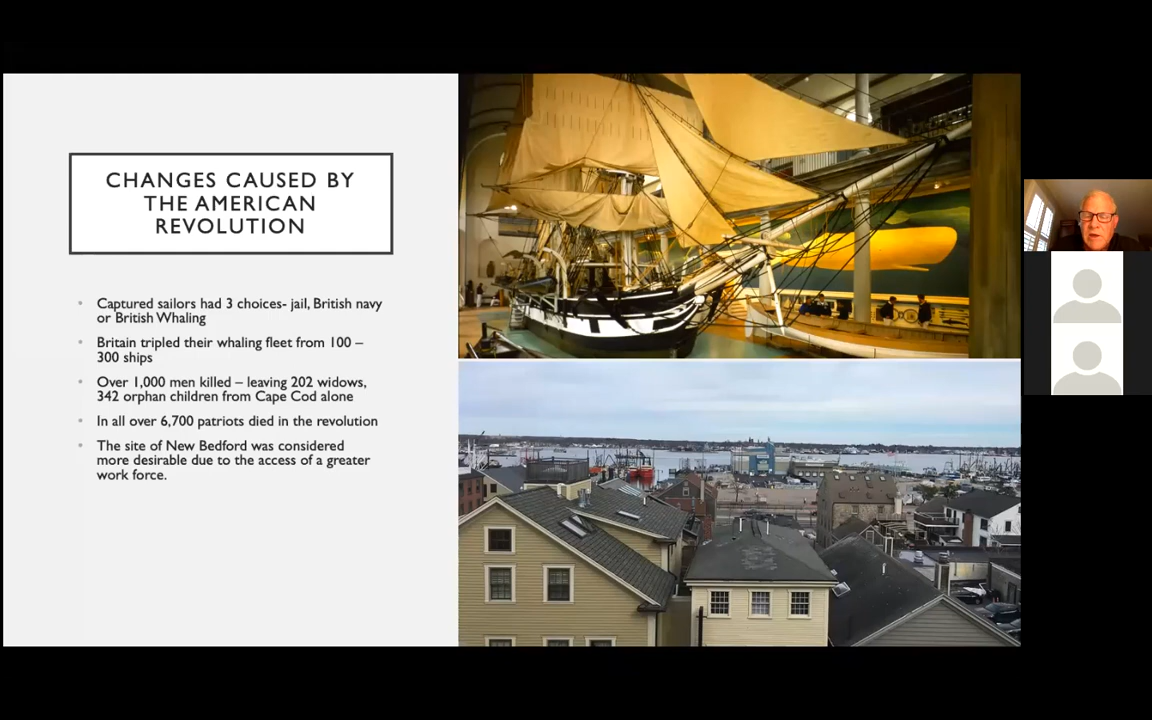 CHANGES CAUSED BY
THE AMERICAN
REVOLUTION
• Captured sailors had 3 choices- jail, British navy
or British Whaling
• Britain tripled their whaling fleet from 100 –
300 ships
• Over 1,000 men killed – leaving 202 widows,
342 orphan children from Cape Cod alone
• In all over 6,700 patriots died in the revolution
• The site of New Bedford was considered
more desirable due to the access of a greater
work force.